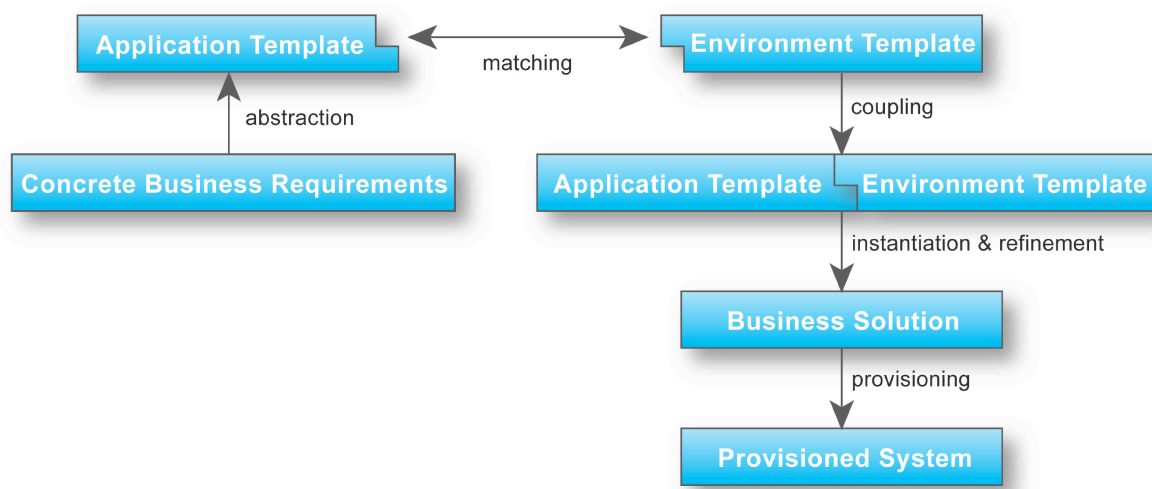 Application Template
matching
Environment Template
abstraction
coupling
Concrete Business Requirements
Application Template
Environment Template
instantiation & refinement
Business Solution
provisioning
Provisioned System